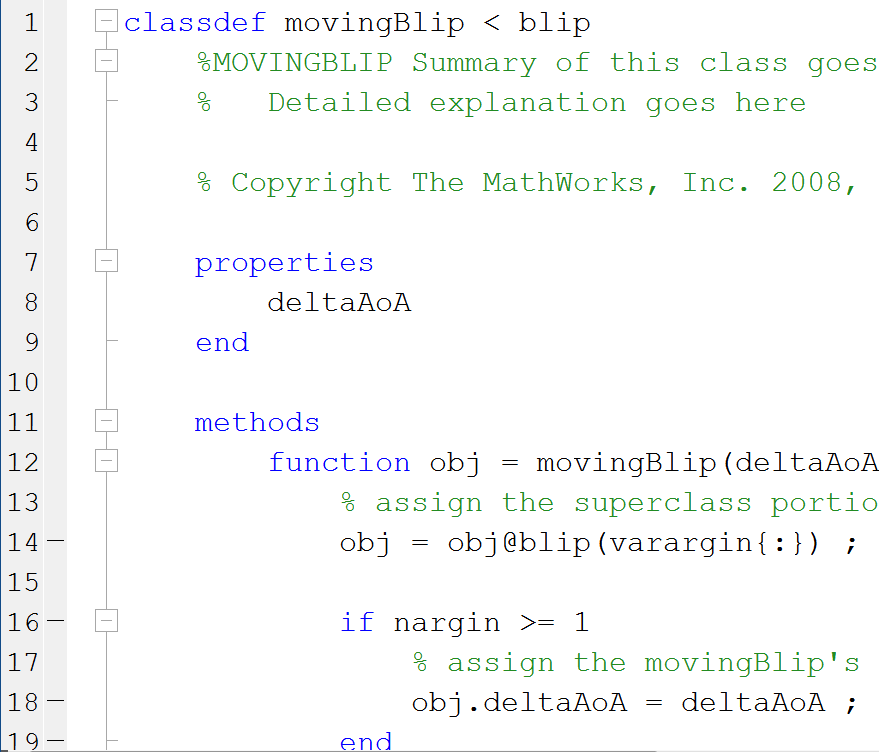 1 classdef movingBlip < blip
2 %MOVINGBLIP Summary of this class goes
3 %   Detailed explanation goes here
4
5 % Copyright The MathWorks, Inc. 2008,
6
7 properties
8 deltaAoA
9 end
10
11 methods
12 function obj = movingBlip(deltaAoA
13 % assign the superclass portio
14 obj = obj@blip(varargin{:}) ;
15
16 if nargin >= 1
17 % assign the movingBlip's
18 obj.deltaAoA = deltaAoA ;
19 end